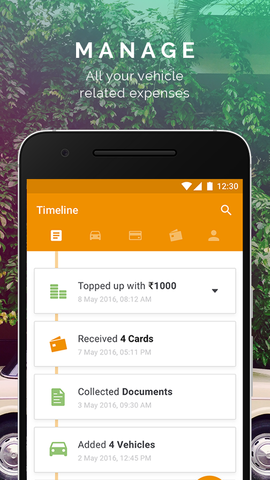 MANAGE
All your vehicle
related expenses
12:30
Timeline
Topped up with ₹1000
8 May 2016, 08:12 AM
Received 4 Cards
7 May 2016, 05:11 PM
Collected Documents
3 May 2016, 09:30 AM
Added 4 Vehicles
2 May 2016, 12:45 PM